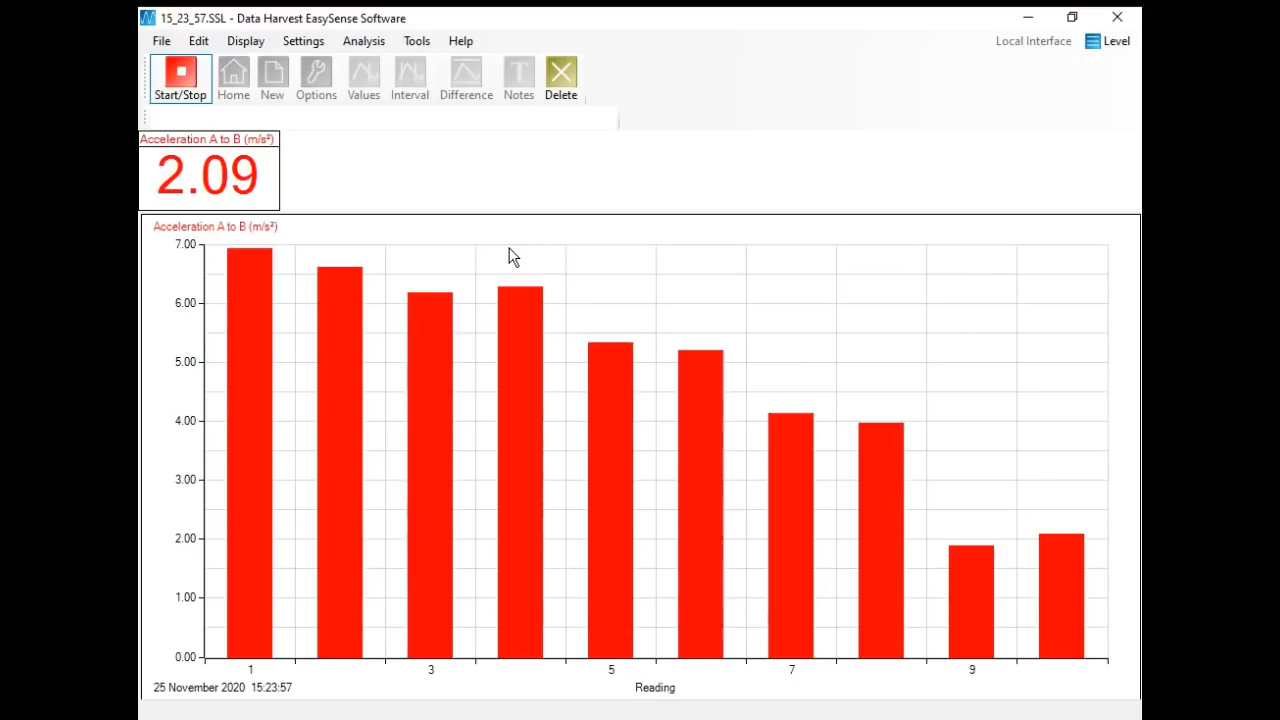 15_23_57.SSL - Data Harvest EasySense Software
File Edit Display Settings Analysis Tools Help Local Interface Level
Start/Stop Home New Options Values Interval Difference Notes Delete
Acceleration A to B (m/s²)
2.09
Acceleration A to B (m/s²)
7.00
6.00
5.00
4.00
3.00
2.00
1.00
0.00
1 3 5 7 9
25 November 2020 15:23:57 Reading